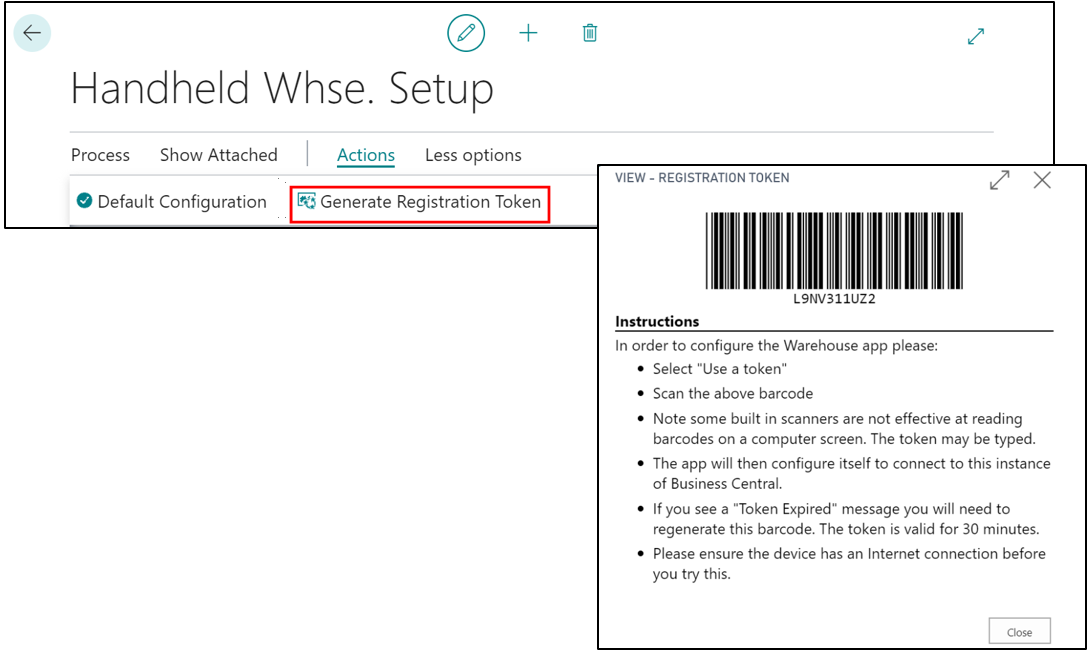 Handheld Whse. Setup
Process Show Attached Actions Less options
Default Configuration Generate Registration Token
VIEW - REGISTRATION TOKEN
L9NV311UZ2
Instructions
In order to configure the Warehouse app please:
• Select "Use a token"
• Scan the above barcode
• Note some built in scanners are not effective at reading
barcodes on a computer screen. The token may be typed.
• The app will then configure itself to connect to this instance
of Business Central.
• If you see a "Token Expired" message you will need to
regenerate this barcode. The token is valid for 30 minutes.
• Please ensure the device has an Internet connection before
you try this.
Close